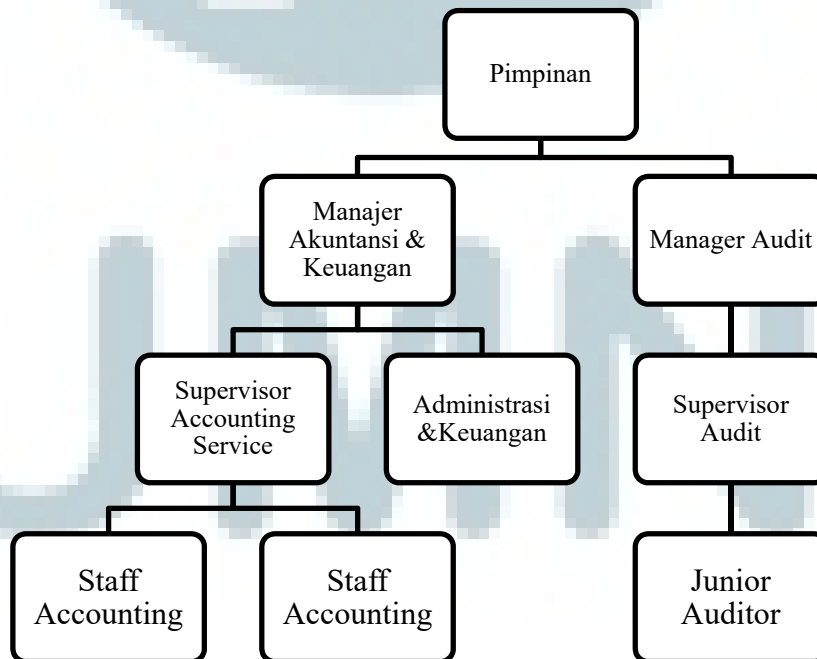 Pimpinan
Manajer
Akuntansi &
Keuangan
Manager Audit
Supervisor
Accounting
Service
Administrasi
&Keuangan
Supervisor
Audit
Staff
Accounting
Staff
Accounting
Junior
Auditor